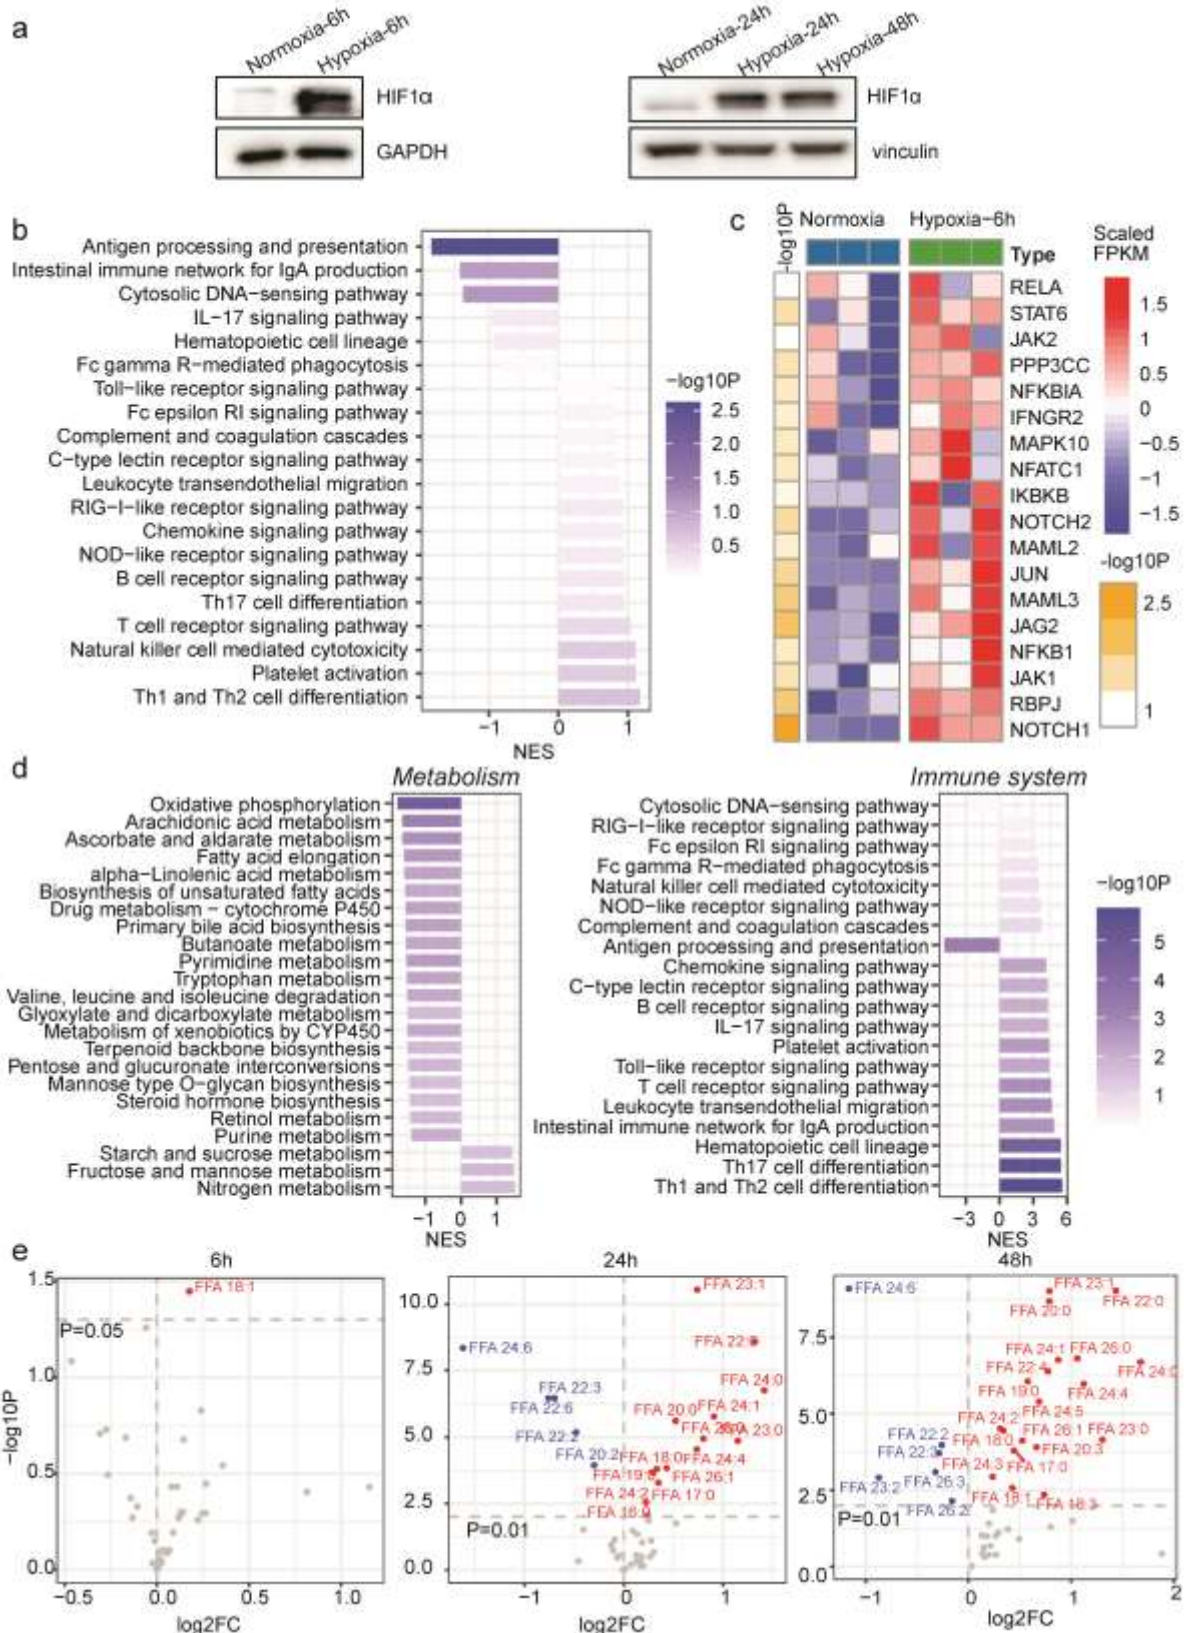 a
Normoxia-6h
Hypoxia-6h
HIF1α
GAPDH
Normoxia-24h
Hypoxia-24h
Hypoxia-48h
HIF1α
vinculin
b
Antigen processing and presentation
Intestinal immune network for IgA production
Cytosolic DNA−sensing pathway
IL−17 signaling pathway
Hematopoietic cell lineage
Fc gamma R−mediated phagocytosis
Toll−like receptor signaling pathway
Fc epsilon RI signaling pathway
Complement and coagulation cascades
C−type lectin receptor signaling pathway
Leukocyte transendothelial migration
RIG−I−like receptor signaling pathway
Chemokine signaling pathway
NOD−like receptor signaling pathway
B cell receptor signaling pathway
Th17 cell differentiation
T cell receptor signaling pathway
Natural killer cell mediated cytotoxicity
Platelet activation
Th1 and Th2 cell differentiation
−1 0 1
NES
−log10P
2.5
2.0
1.5
1.0
0.5
c
-log10P
Normoxia
Hypoxia−6h
Type
RELA
STAT6
JAK2
PPP3CC
NFKBIA
IFNGR2
MAPK10
NFATC1
IKBKB
NOTCH2
MAML2
JUN
MAML3
JAG2
NFKB1
JAK1
RBPJ
NOTCH1
Scaled
FPKM
1.5
1
0.5
0
−0.5
−1
−1.5
-log10P
2.5
1
d
Metabolism
Oxidative phosphorylation
Arachidonic acid metabolism
Ascorbate and aldarate metabolism
Fatty acid elongation
alpha−Linolenic acid metabolism
Biosynthesis of unsaturated fatty acids
Drug metabolism − cytochrome P450
Primary bile acid biosynthesis
Butanoate metabolism
Pyrimidine metabolism
Tryptophan metabolism
Valine, leucine and isoleucine degradation
Glyoxylate and dicarboxylate metabolism
Metabolism of xenobiotics by CYP450
Terpenoid backbone biosynthesis
Pentose and glucuronate interconversions
Mannose type O−glycan biosynthesis
Steroid hormone biosynthesis
Retinol metabolism
Purine metabolism
Starch and sucrose metabolism
Fructose and mannose metabolism
Nitrogen metabolism
−1 0 1
NES
Immune system
Cytosolic DNA−sensing pathway
RIG−I−like receptor signaling pathway
Fc epsilon RI signaling pathway
Fc gamma R−mediated phagocytosis
Natural killer cell mediated cytotoxicity
NOD−like receptor signaling pathway
Complement and coagulation cascades
Antigen processing and presentation
Chemokine signaling pathway
C−type lectin receptor signaling pathway
B cell receptor signaling pathway
IL−17 signaling pathway
Platelet activation
Toll−like receptor signaling pathway
T cell receptor signaling pathway
Leukocyte transendothelial migration
Intestinal immune network for IgA production
Hematopoietic cell lineage
Th17 cell differentiation
Th1 and Th2 cell differentiation
−3 0 3 6
NES
−log10P
5
4
3
2
1
e
6h
−log10P
1.5
1.0
0.5
0.0
FFA 18:1
P=0.05
−0.5 0.0 0.5 1.0
log2FC
24h
10.0
7.5
5.0
2.5
0.0
FFA 23:1
FFA 24:6
FFA 24:0
FFA 22:3
FFA 22:6
FFA 24:1
FFA 20:0
FFA 22:2
FFA 20:2
FFA 18:0
FFA 24:4
FFA 26:1
FFA 24:2
FFA 17:0
P=0.01
−1 0 1
log2FC
48h
7.5
5.0
2.5
0.0
FFA 24:6
FFA 23:1
FFA 22:0
FFA 20:0
FFA 24:1
FFA 26:0
FFA 22:4
FFA 19:0
FFA 24:4
FFA 24:5
FFA 24:2
FFA 22:2
FFA 18:0
FFA 26:1
FFA 23:0
FFA 22:3
FFA 20:3
FFA 24:3
FFA 17:0
FFA 23:2
FFA 26:3
FFA 18:1
FFA 18:3
FFA 26:2
P=0.01
−1 0 1 2
log2FC